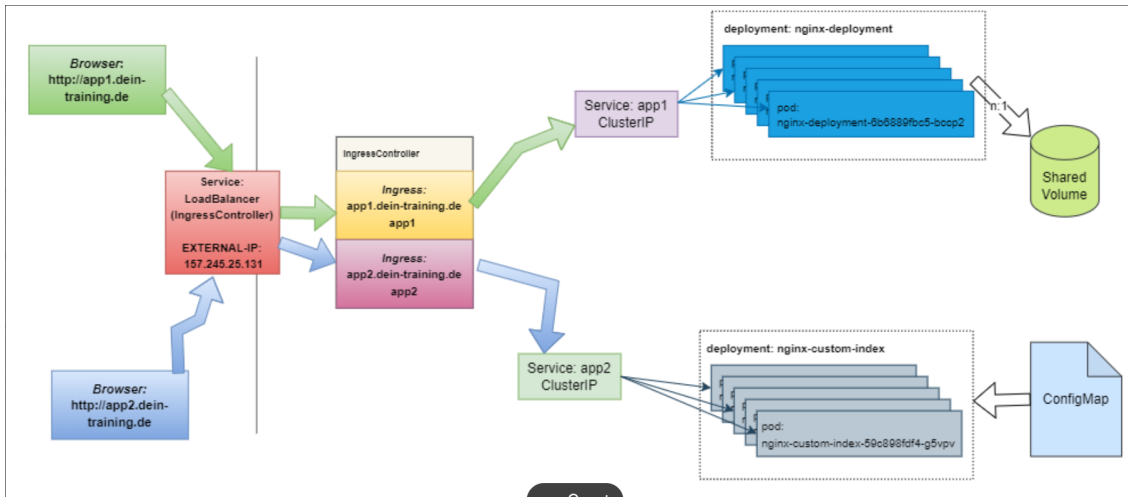 Browser:
http://app1.dein-
training.de
Service:
LoadBalancer
(IngressController)
EXTERNAL-IP:
157.245.25.131
Browser:
http://app2.dein-
training.de
IngressController
Ingress:
app1.dein-training.de
app1
Ingress:
app2.dein-training.de
app2
Service: app1
ClusterIP
deployment: nginx-deployment
pod:
nginx-deployment-6b6889fbc5-bccp2
n:1
Shared
Volume
Service: app2
ClusterIP
deployment: nginx-custom-index
pod:
nginx-custom-index-59c898fdf4-g5vpv
ConfigMap